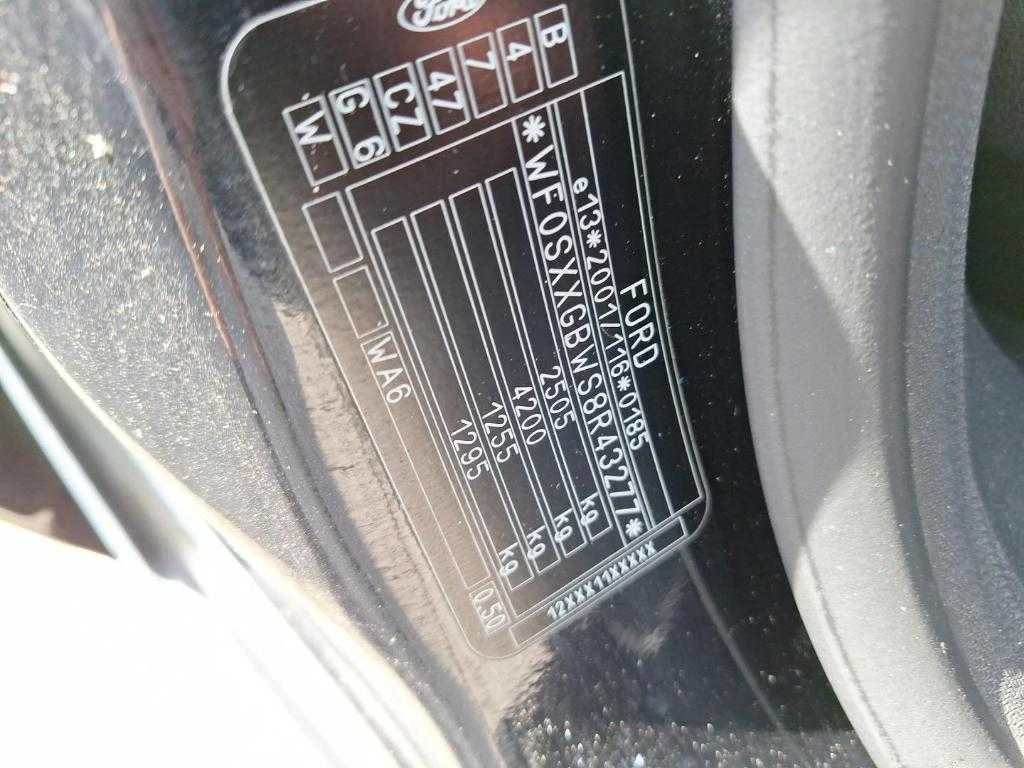 Ford
B 4 7 47 CZ G 6 W
FORD
e13*2001/116*0185
*WF0SXXGBWS8R43277*
2505 kg
4200 kg
1255 kg
1295 kg
WA6
0.50
12XXX11XXXXX